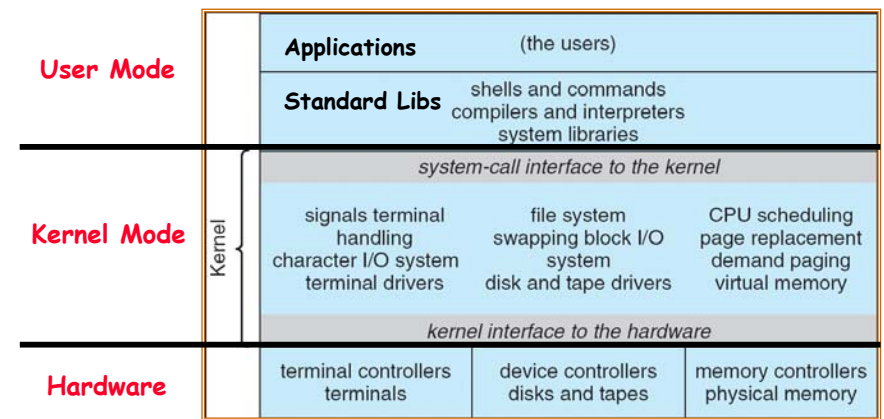 User Mode
Applications
(the users)
Standard Libs
shells and commands
compilers and interpreters
system libraries
Kernel Mode
Kernel
system-call interface to the kernel
signals terminal
handling
character I/O system
terminal drivers
file system
swapping block I/O
system
disk and tape drivers
CPU scheduling
page replacement
demand paging
virtual memory
kernel interface to the hardware
Hardware
terminal controllers
terminals
device controllers
disks and tapes
memory controllers
physical memory